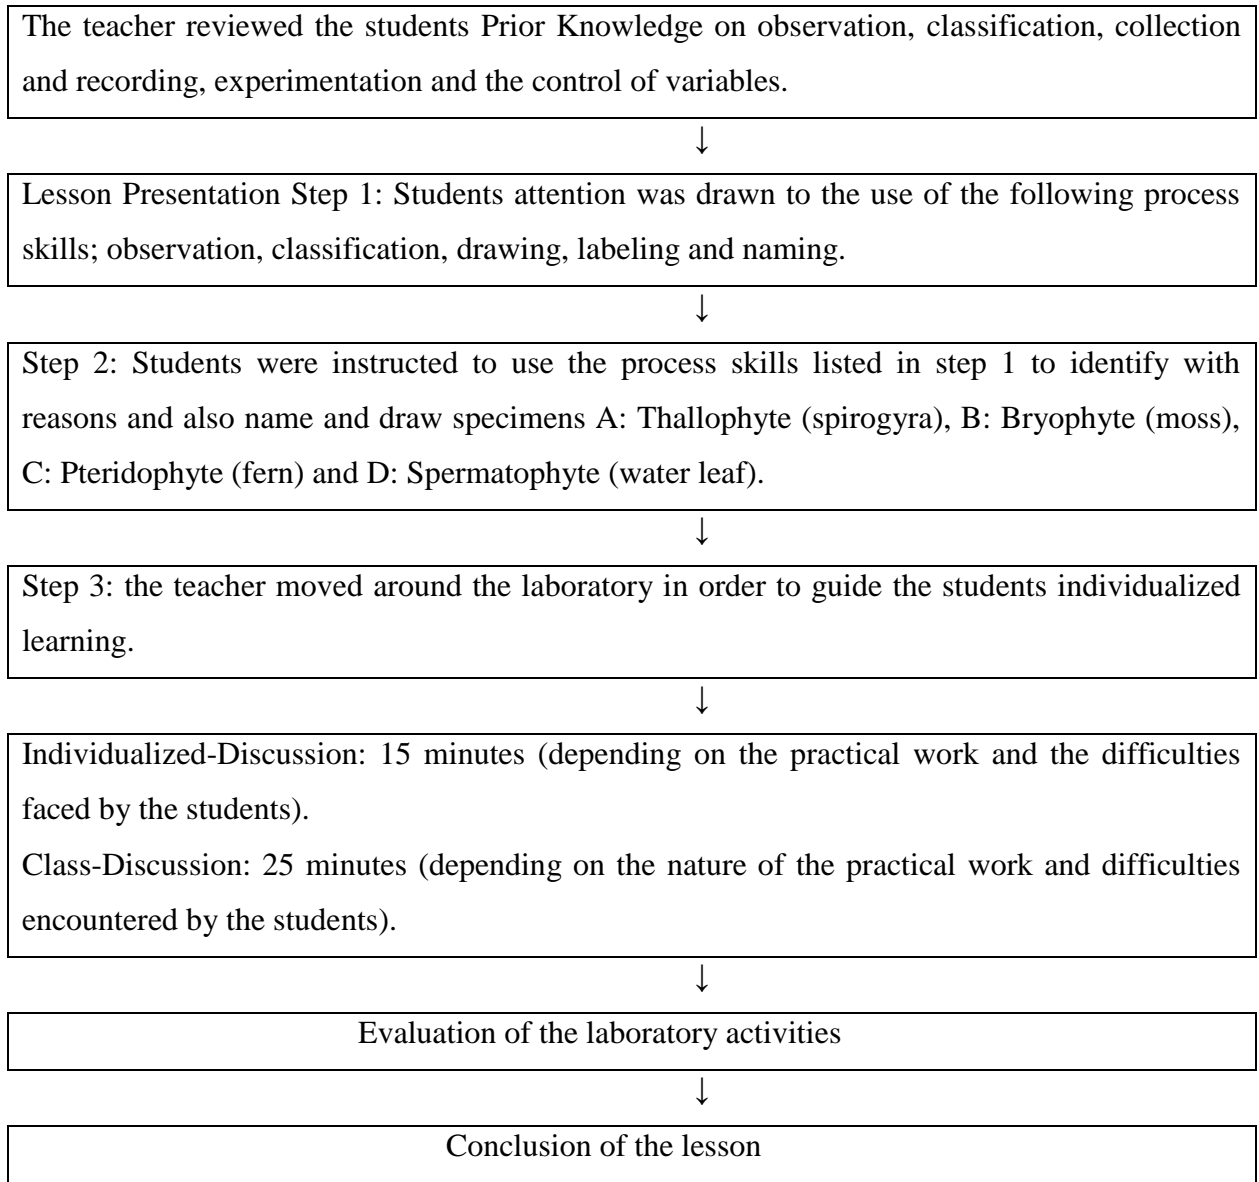 The teacher reviewed the students Prior Knowledge on observation, classification, collection
and recording, experimentation and the control of variables.
↓
Lesson Presentation Step 1: Students attention was drawn to the use of the following process
skills; observation, classification, drawing, labeling and naming.
↓
Step 2: Students were instructed to use the process skills listed in step 1 to identify with
reasons and also name and draw specimens A: Thallophyte (spirogyra), B: Bryophyte (moss),
C: Pteridophyte (fern) and D: Spermatophyte (water leaf).
↓
Step 3: the teacher moved around the laboratory in order to guide the students individualized
learning.
↓
Individualized-Discussion: 15 minutes (depending on the practical work and the difficulties
faced by the students).
Class-Discussion: 25 minutes (depending on the nature of the practical work and difficulties
encountered by the students).
↓
Evaluation of the laboratory activities
↓
Conclusion of the lesson